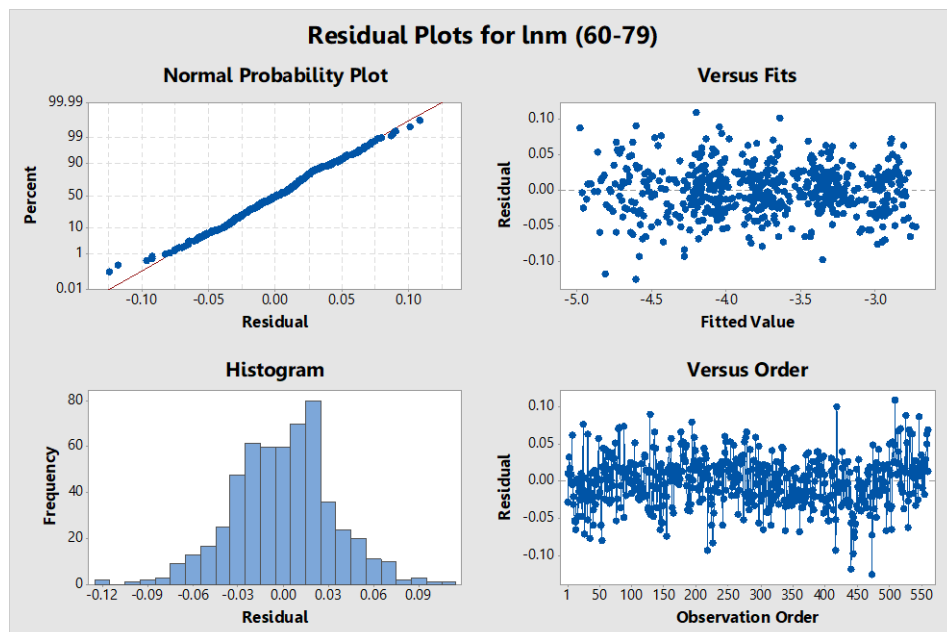 Residual Plots for lnm (60-79)
Normal Probability Plot
99.99
99
90
50
10
1
0.01
Percent
-0.10 -0.05 0.00 0.05 0.10
Residual
Versus Fits
0.10
0.05
0.00
-0.05
-0.10
Residual
-5.0 -4.5 -4.0 -3.5 -3.0
Fitted Value
Histogram
80
60
40
20
0
Frequency
-0.12 -0.06 -0.03 0.00 0.03 0.06 0.09
Residual
Versus Order
0.10
0.05
0.00
-0.05
-0.10
Residual
1 50 100 150 200 250 300 350 400 450 500 550
Observation Order